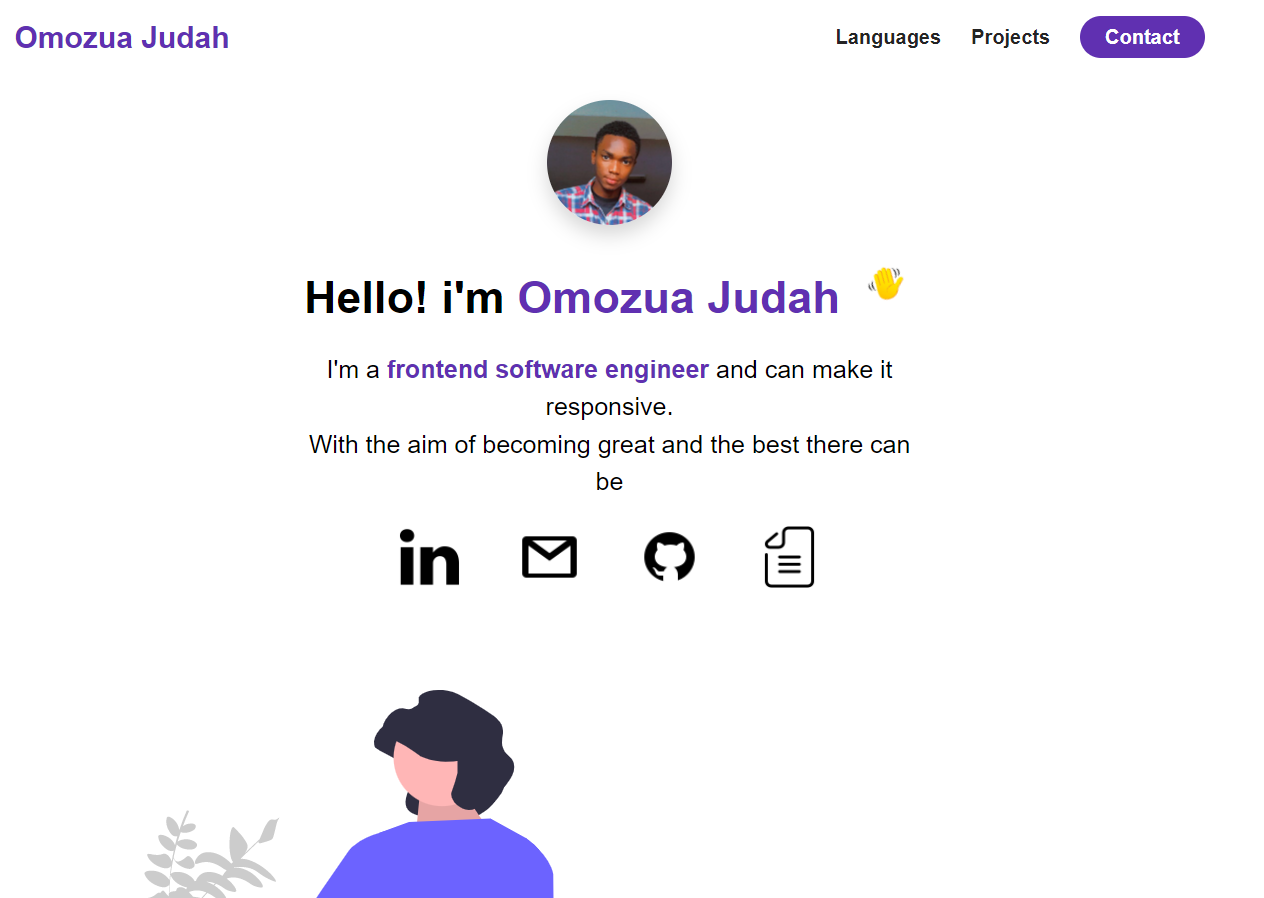 Omozua Judah
Languages Projects Contact
Hello! i'm Omozua Judah
I'm a frontend software engineer and can make it
responsive.
With the aim of becoming great and the best there can
be
in